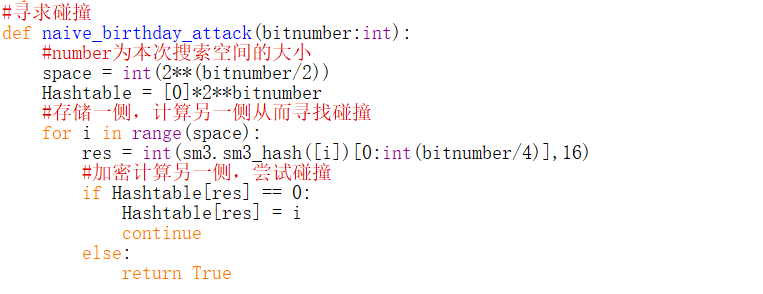 #寻求碰撞
def naive_birthday_attack(bitnumber:int):
    #number为本次搜索空间的大小
    space = int(2**(bitnumber/2))
    Hashtable = [0]*2**bitnumber
    #存储一侧，计算另一侧从而寻找碰撞
    for i in range(space):
        res = int(sm3.sm3_hash([i])[0:int(bitnumber/4)],16)
        #加密计算另一侧，尝试碰撞
        if Hashtable[res] == 0:
            Hashtable[res] = i
            continue
        else:
            return True